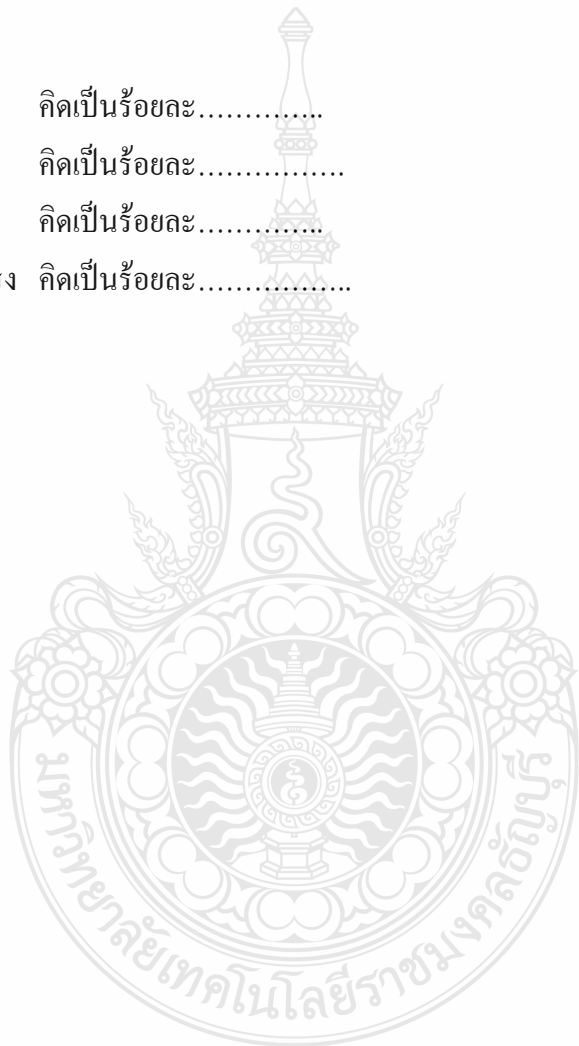 คิดเป็นร้อยละ…………..
คิดเป็นร้อยละ…………….
คิดเป็นร้อยละ…………..
คิดเป็นร้อยละ……………..
มหาวิทยาลัยเทคโนโลยีราชมงคลธัญบุรี